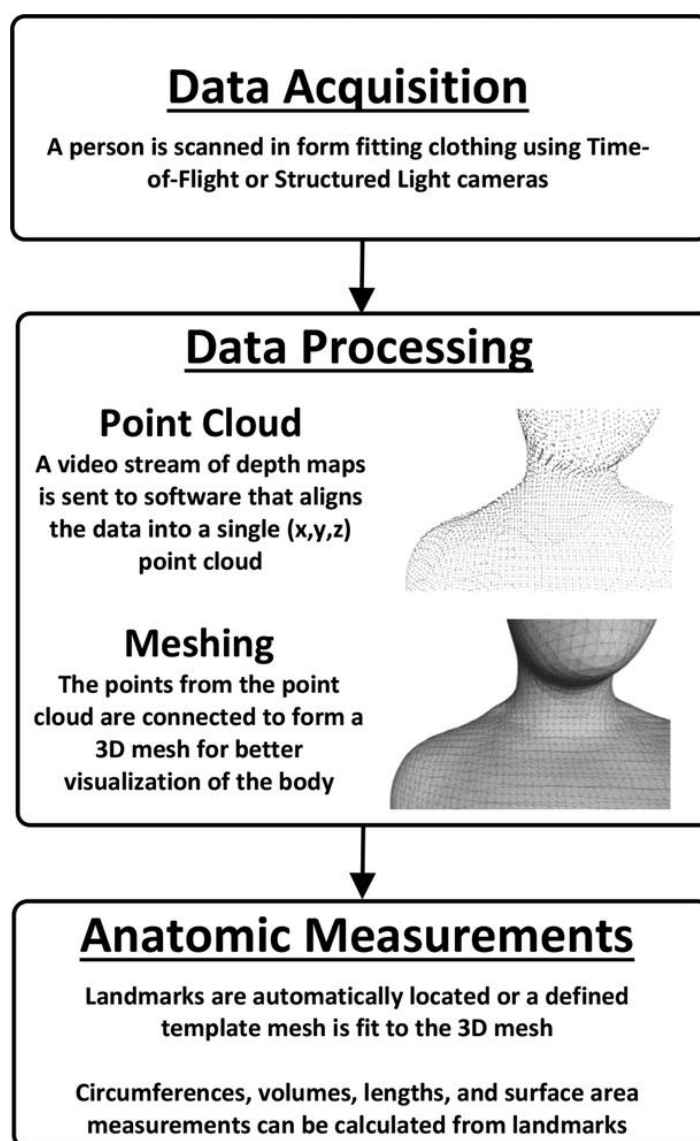 Data Acquisition
A person is scanned in form fitting clothing using Time-
of-Flight or Structured Light cameras
Data Processing
Point Cloud
A video stream of depth maps
is sent to software that aligns
the data into a single (x,y,z)
point cloud
Meshing
The points from the point
cloud are connected to form a
3D mesh for better
visualization of the body
Anatomic Measurements
Landmarks are automatically located or a defined
template mesh is fit to the 3D mesh
Circumferences, volumes, lengths, and surface area
measurements can be calculated from landmarks